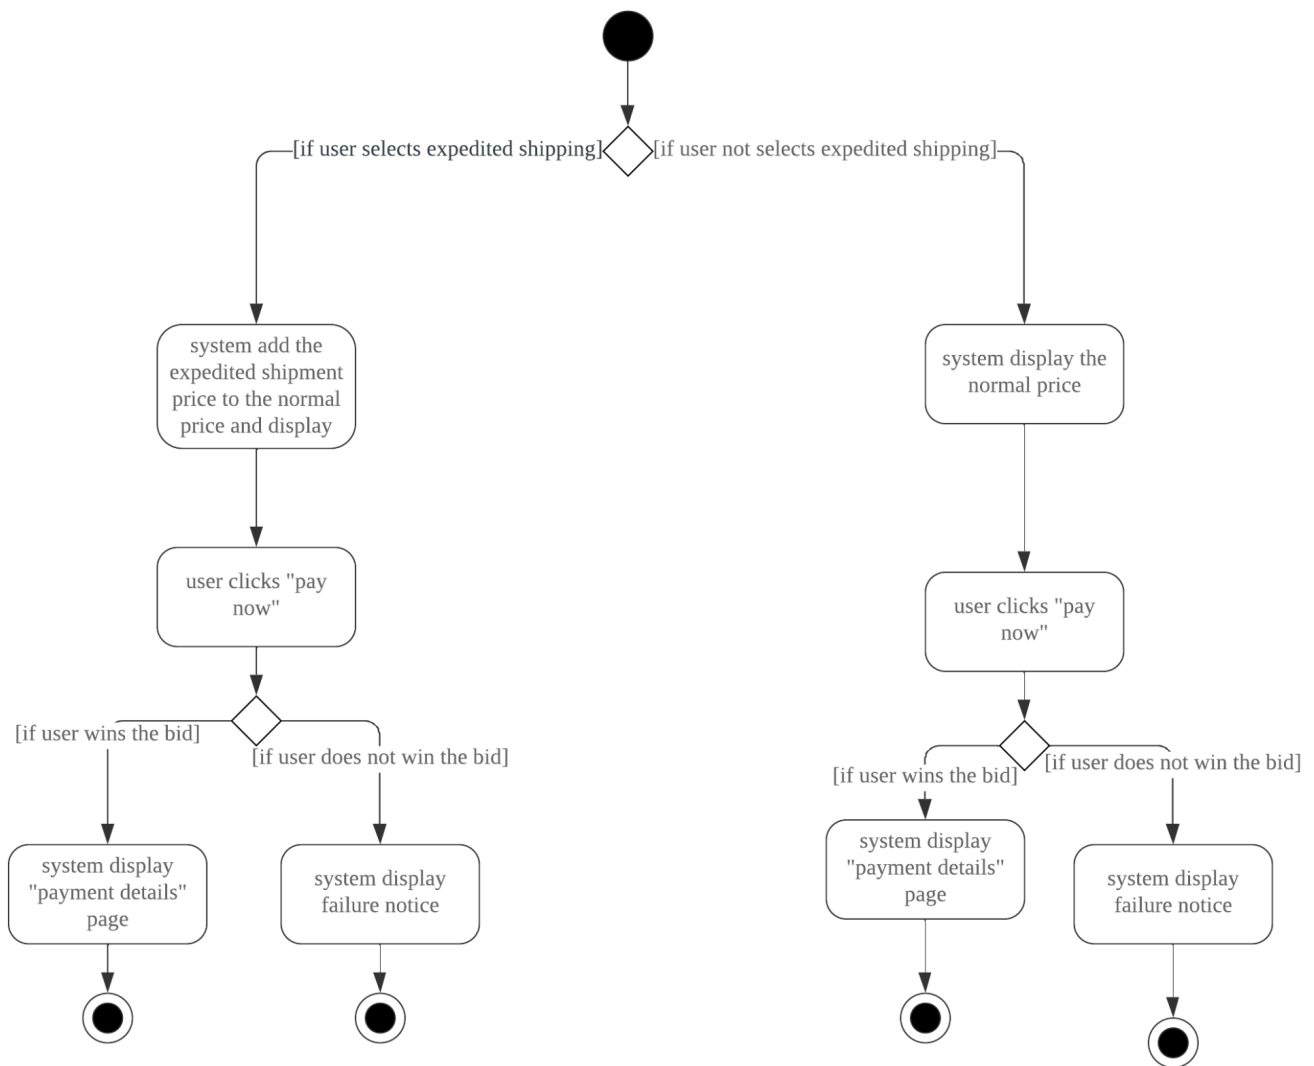 [if user selects expedited shipping]
[if user not selects expedited shipping]
system add the
expedited shipment
price to the normal
price and display
system display the
normal price
user clicks "pay
now"
user clicks "pay
now"
[if user wins the bid]
[if user does not win the bid]
[if user wins the bid]
[if user does not win the bid]
system display
"payment details"
page
system display
failure notice
system display
"payment details"
page
system display
failure notice